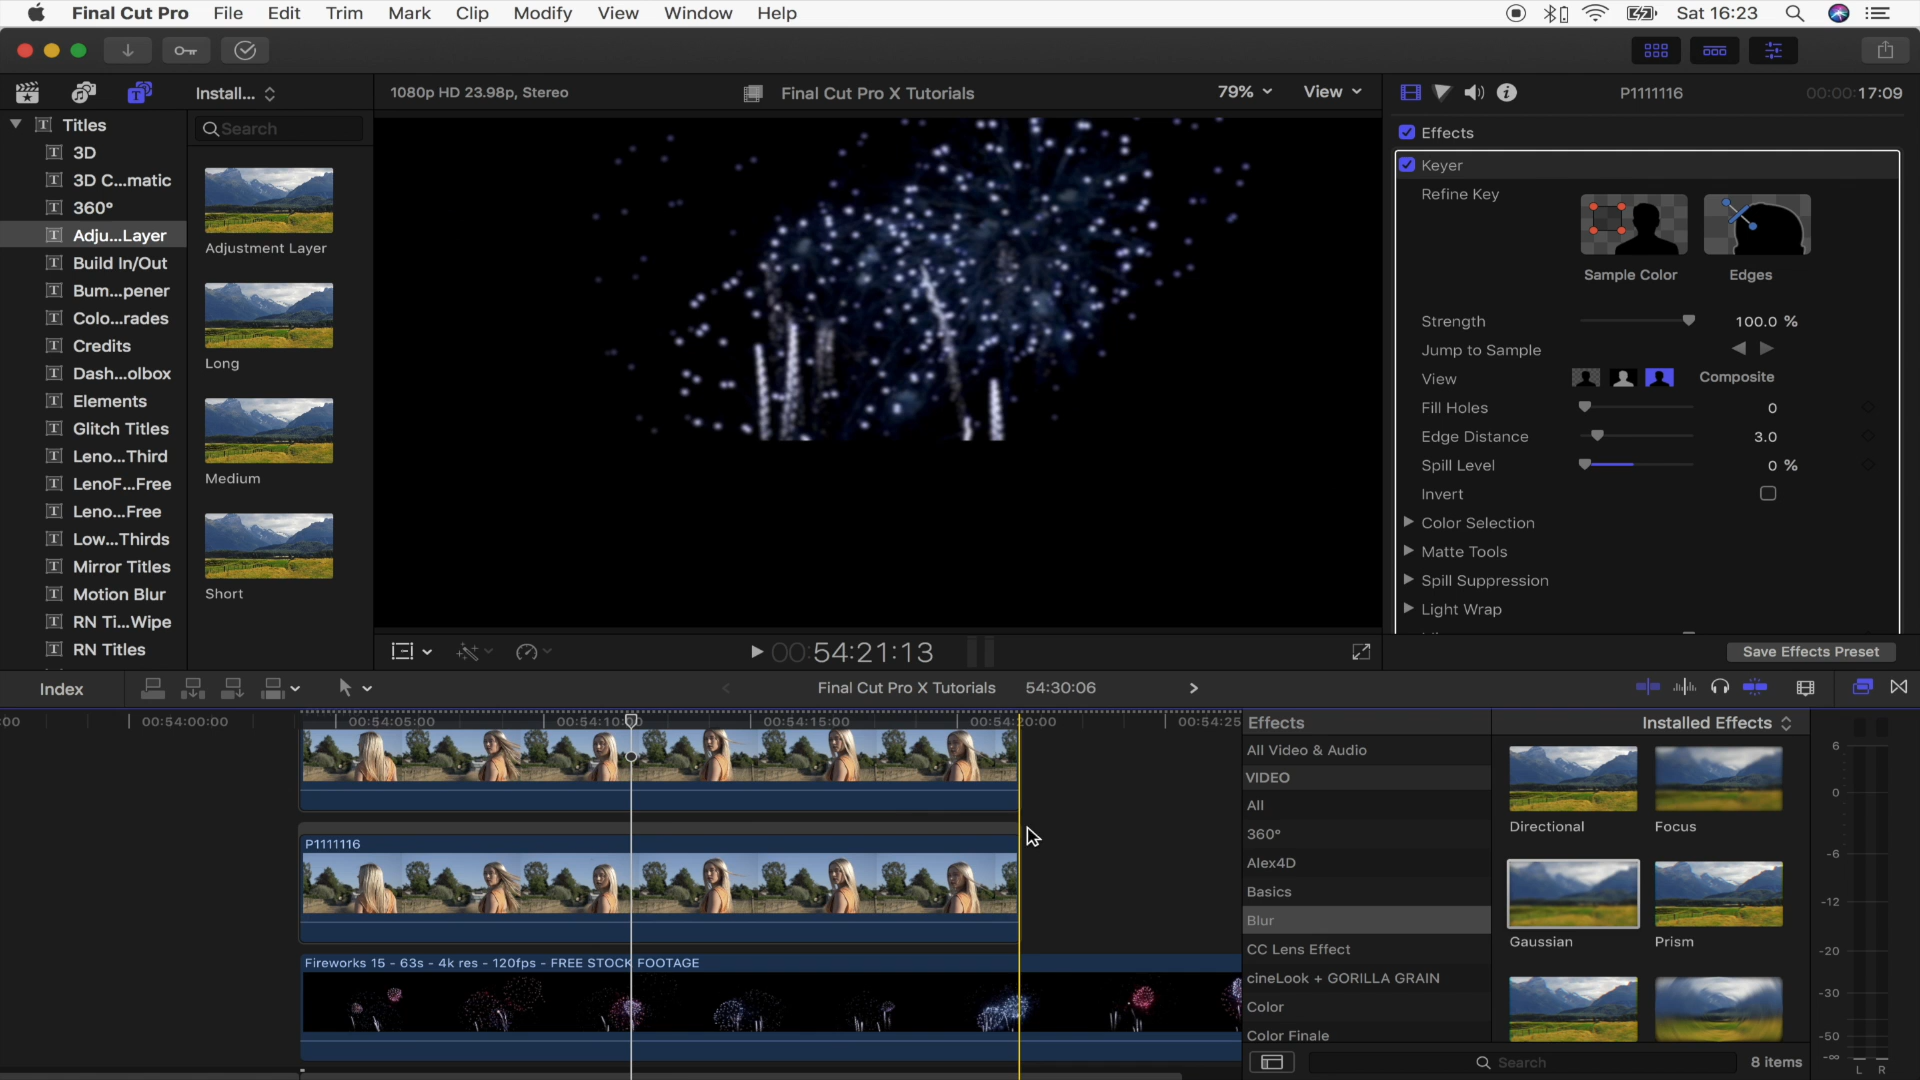 Final Cut Pro File Edit Trim Mark Clip Modify View Window Help Sat 16:23
Install...
1080p HD 23.98p, Stereo
Final Cut Pro X Tutorials
79%
View
P1111116
00:00:17:09
Titles
3D
3D C...matic
360°
Adju...Layer
Build In/Out
Bum...pener
Colo...rades
Credits
Dash...olbox
Elements
Glitch Titles
Leno...Third
LenoF...Free
Leno...Free
Low...Thirds
Mirror Titles
Motion Blur
RN Ti...Wipe
RN Titles
Search
Adjustment Layer
Long
Medium
Short
Effects
Keyer
Refine Key
Sample Color
Edges
Strength
100.0 %
Jump to Sample
View
Composite
Fill Holes
0
Edge Distance
3.0
Spill Level
0 %
Invert
Color Selection
Matte Tools
Spill Suppression
Light Wrap
00:54:21:13
Save Effects Preset
Index
Final Cut Pro X Tutorials
54:30:06
:00
00:54:00:00
00:54:05:00
00:54:15:00
00:54:20:00
00:54:25
P1111116
Fireworks 15 - 63s - 4k res - 120fps - FREE STOCK FOOTAGE
Effects
Installed Effects
All Video & Audio
VIDEO
All
360°
Alex4D
Basics
Blur
CC Lens Effect
cineLook + GORILLA GRAIN
Color
Color Finale
Directional
Focus
Gaussian
Prism
Search
8 items
6
0
-6
-12
-20
-30
-50
-∞
L R